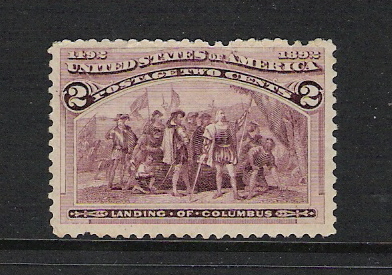 1492 1892
UNITED STATES OF AMERICA
POSTAGE TWO CENTS
2 2
LANDING • OF • COLUMBUS